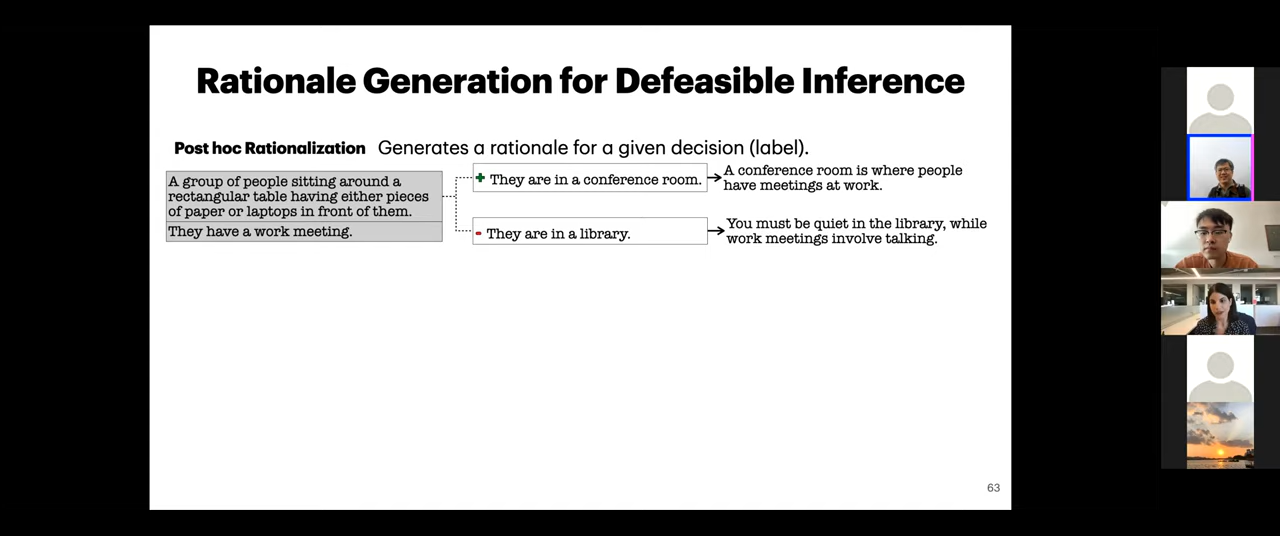 Rationale Generation for Defeasible Inference
Post hoc Rationalization Generates a rationale for a given decision (label).
A group of people sitting around a
rectangular table having either pieces
of paper or laptops in front of them.
They have a work meeting.
+ They are in a conference room.
A conference room is where people
have meetings at work.
- They are in a library.
You must be quiet in the library, while
work meetings involve talking.
63